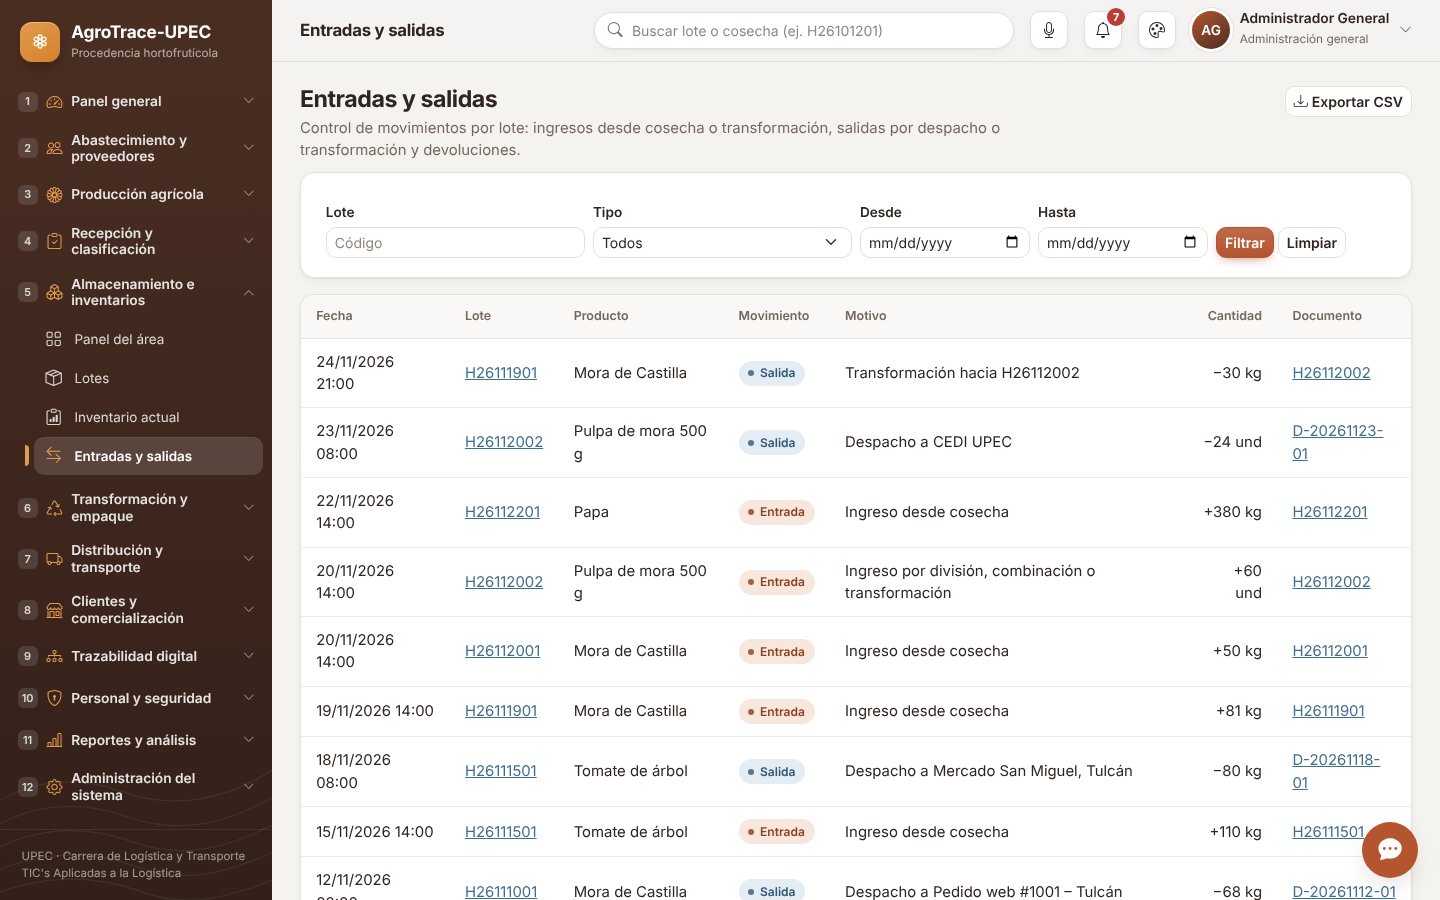 AgroTrace-UPEC
Procedencia hortofrutícola
1 Panel general
2 Abastecimiento y
proveedores
3 Producción agrícola
4 Recepción y
clasificación
5 Almacenamiento e
inventarios
Panel del área
Lotes
Inventario actual
Entradas y salidas
6 Transformación y
empaque
7 Distribución y
transporte
8 Clientes y
comercialización
9 Trazabilidad digital
10 Personal y seguridad
11 Reportes y análisis
12 Administración del
sistema
UPEC · Carrera de Logística y Transporte
TIC's Aplicadas a la Logística
Entradas y salidas
Buscar lote o cosecha (ej. H26101201)
7
AG
Administrador General
Administración general
Entradas y salidas
Exportar CSV
Control de movimientos por lote: ingresos desde cosecha o transformación, salidas por despacho o
transformación y devoluciones.
Lote Tipo Desde Hasta
Código Todos mm/dd/yyyy mm/dd/yyyy Filtrar Limpiar
Fecha Lote Producto Movimiento Motivo Cantidad Documento
24/11/2026
21:00
H26111901 Mora de Castilla Salida Transformación hacia H26112002 −30 kg H26112002
23/11/2026
08:00
H26112002
Pulpa de mora 500
g
Salida Despacho a CEDI UPEC −24 und
D-20261123-
01
22/11/2026
14:00
H26112201 Papa Entrada Ingreso desde cosecha +380 kg H26112201
20/11/2026
14:00
H26112002
Pulpa de mora 500
g
Entrada
Ingreso por división, combinación o
transformación
+60
und
H26112002
20/11/2026
14:00
H26112001 Mora de Castilla Entrada Ingreso desde cosecha +50 kg H26112001
19/11/2026 14:00 H26111901 Mora de Castilla Entrada Ingreso desde cosecha +81 kg H26111901
18/11/2026
08:00
H26111501 Tomate de árbol Salida Despacho a Mercado San Miguel, Tulcán −80 kg
D-20261118-
01
15/11/2026 14:00 H26111501 Tomate de árbol Entrada Ingreso desde cosecha +110 kg H26111501
12/11/2026
H26111001 Mora de Castilla Salida Despacho a Pedido web #1001 – Tulcán −68 kg D-20261112-01